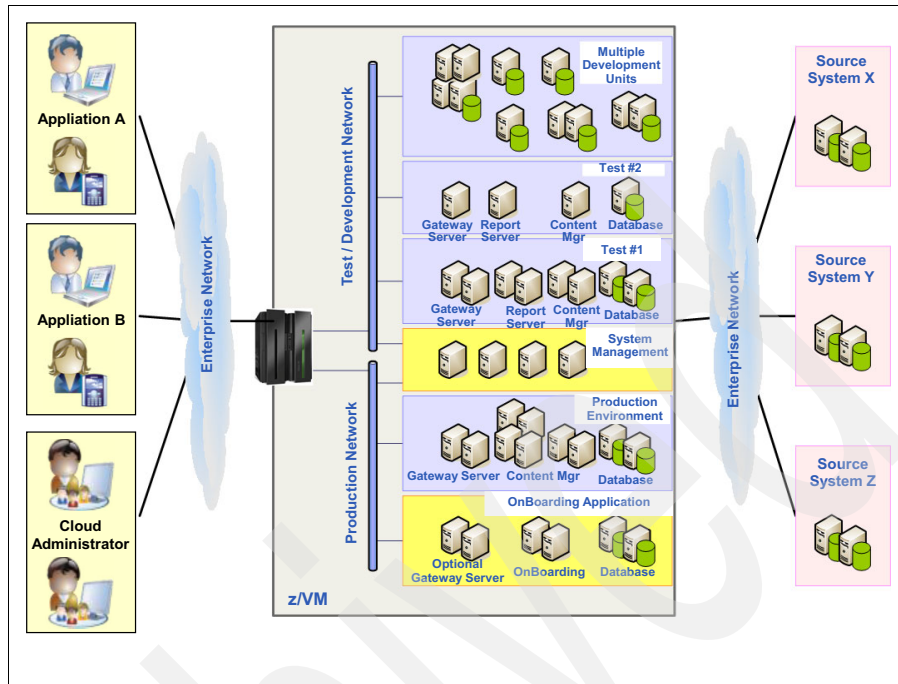 Appliation A
Appliation B
Cloud
Administrator
Enterprise Network
Test / Development Network
Production Network
z/VM
Multiple
Development
Units
Test #2
Gateway
Server
Report
Server
Content
Mgr
Database
Test #1
Gateway
Server
Report
Server
Content
Mgr
Database
System
Management
Production
Environment
Gateway Server
Content Mgr
Database
OnBoarding Application
Optional
Gateway Server
OnBoarding
Database
Enterprise Network
Source
System X
Source
System Y
Source
System Z